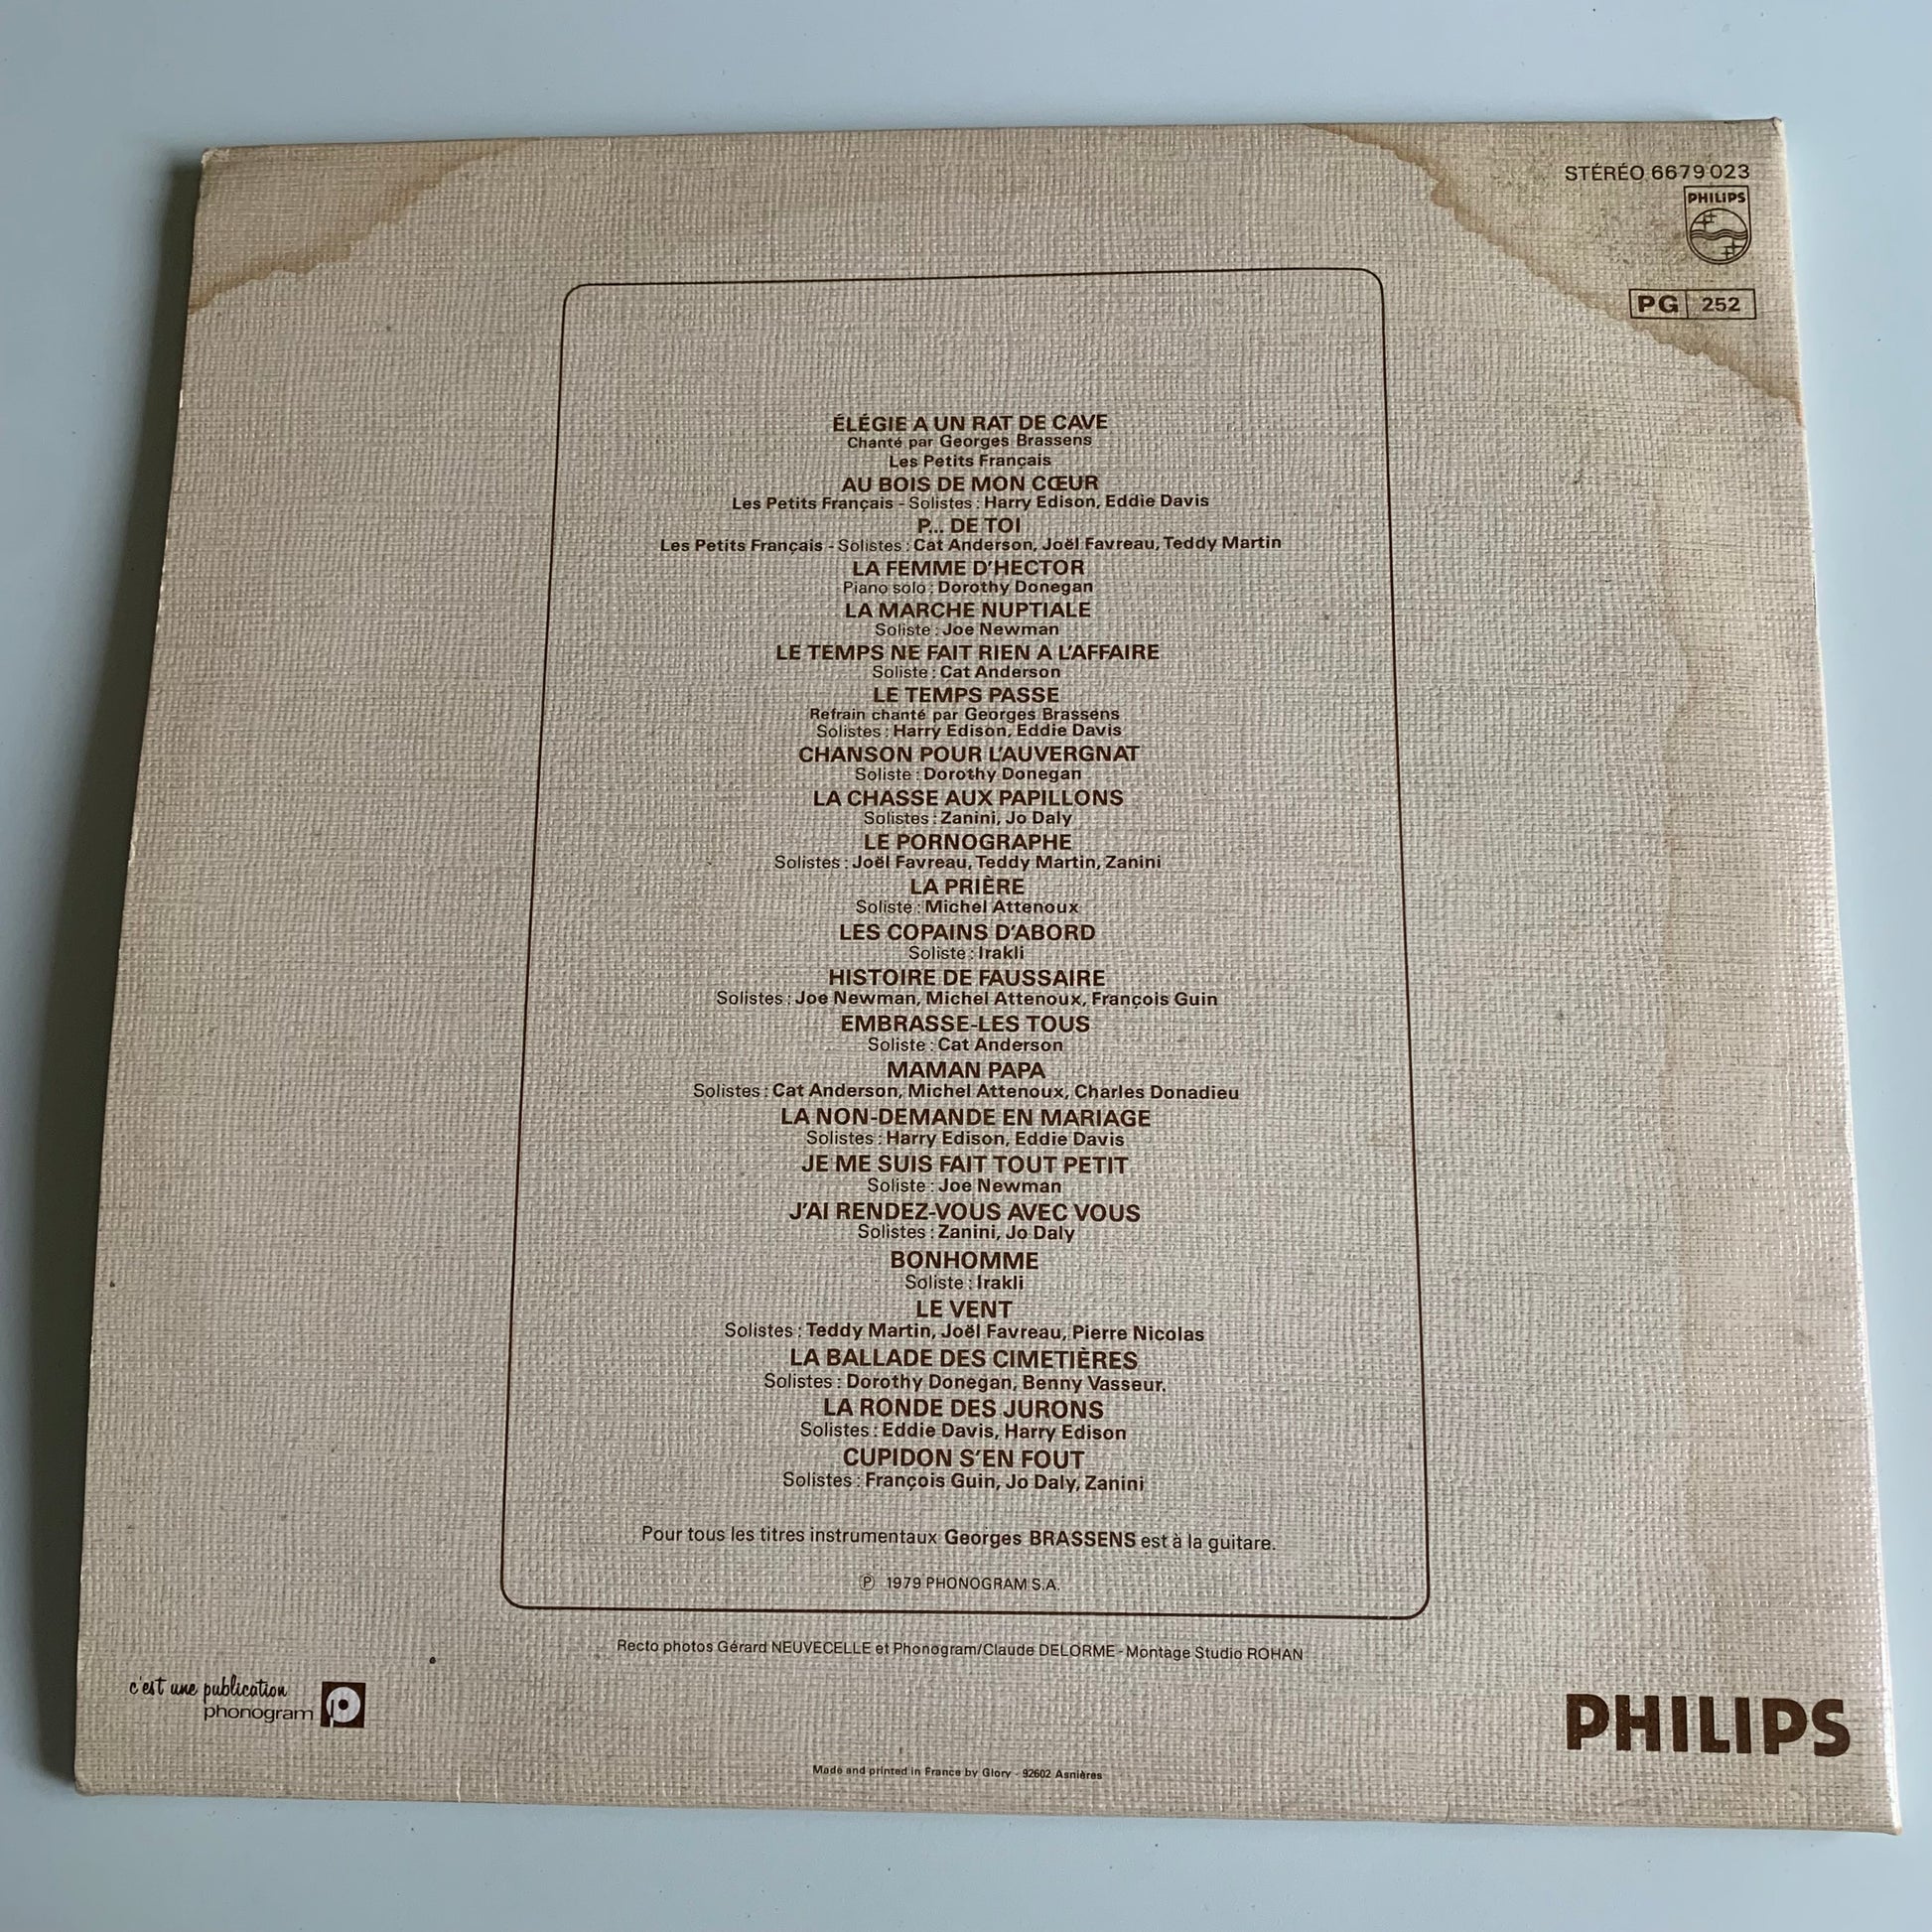 STÉRÉO 6679 023
PHILIPS
PG 252
ÉLÉGIE A UN RAT DE CAVE
Chanté par Georges Brassens
Les Petits Français
AU BOIS DE MON CŒUR
Les Petits Français - Solistes : Harry Edison, Eddie Davis
P... DE TOI
Les Petits Français - Solistes : Cat Anderson, Joël Favreau, Teddy Martin
LA FEMME D'HECTOR
Piano solo : Dorothy Donegan
LA MARCHE NUPTIALE
Soliste : Joe Newman
LE TEMPS NE FAIT RIEN A L'AFFAIRE
Soliste : Cat Anderson
LE TEMPS PASSE
Refrain chanté par Georges Brassens
Solistes : Harry Edison, Eddie Davis
CHANSON POUR L'AUVERGNAT
Soliste : Dorothy Donegan
LA CHASSE AUX PAPILLONS
Solistes : Zanini, Jo Daly
LE PORNOGRAPHE
Solistes : Joël Favreau, Teddy Martin, Zanini
LA PRIÈRE
Soliste : Michel Attenoux
LES COPAINS D'ABORD
Soliste : Irakli
HISTOIRE DE FAUSSAIRE
Solistes : Joe Newman, Michel Attenoux, François Guin
EMBRASSE-LES TOUS
Soliste : Cat Anderson
MAMAN PAPA
Solistes : Cat Anderson, Michel Attenoux, Charles Donadieu
LA NON-DEMANDE EN MARIAGE
Solistes : Harry Edison, Eddie Davis
JE ME SUIS FAIT TOUT PETIT
Soliste : Joe Newman
J'AI RENDEZ-VOUS AVEC VOUS
Solistes : Zanini, Jo Daly
BONHOMME
Soliste : Irakli
LE VENT
Solistes : Teddy Martin, Joël Favreau, Pierre Nicolas
LA BALLADE DES CIMETIÈRES
Solistes : Dorothy Donegan, Benny Vasseur.
LA RONDE DES JURONS
Solistes : Eddie Davis, Harry Edison
CUPIDON S'EN FOUT
Solistes : François Guin, Jo Daly, Zanini
Pour tous les titres instrumentaux Georges BRASSENS est à la guitare.
℗ 1979 PHONOGRAM S.A.
Recto photos Gérard NEUVECELLE et Phonogram/Claude DELORME - Montage Studio ROHAN
c'est une publication
phonogram
PHILIPS
Made and printed in France by Glory - 92602 Asnières